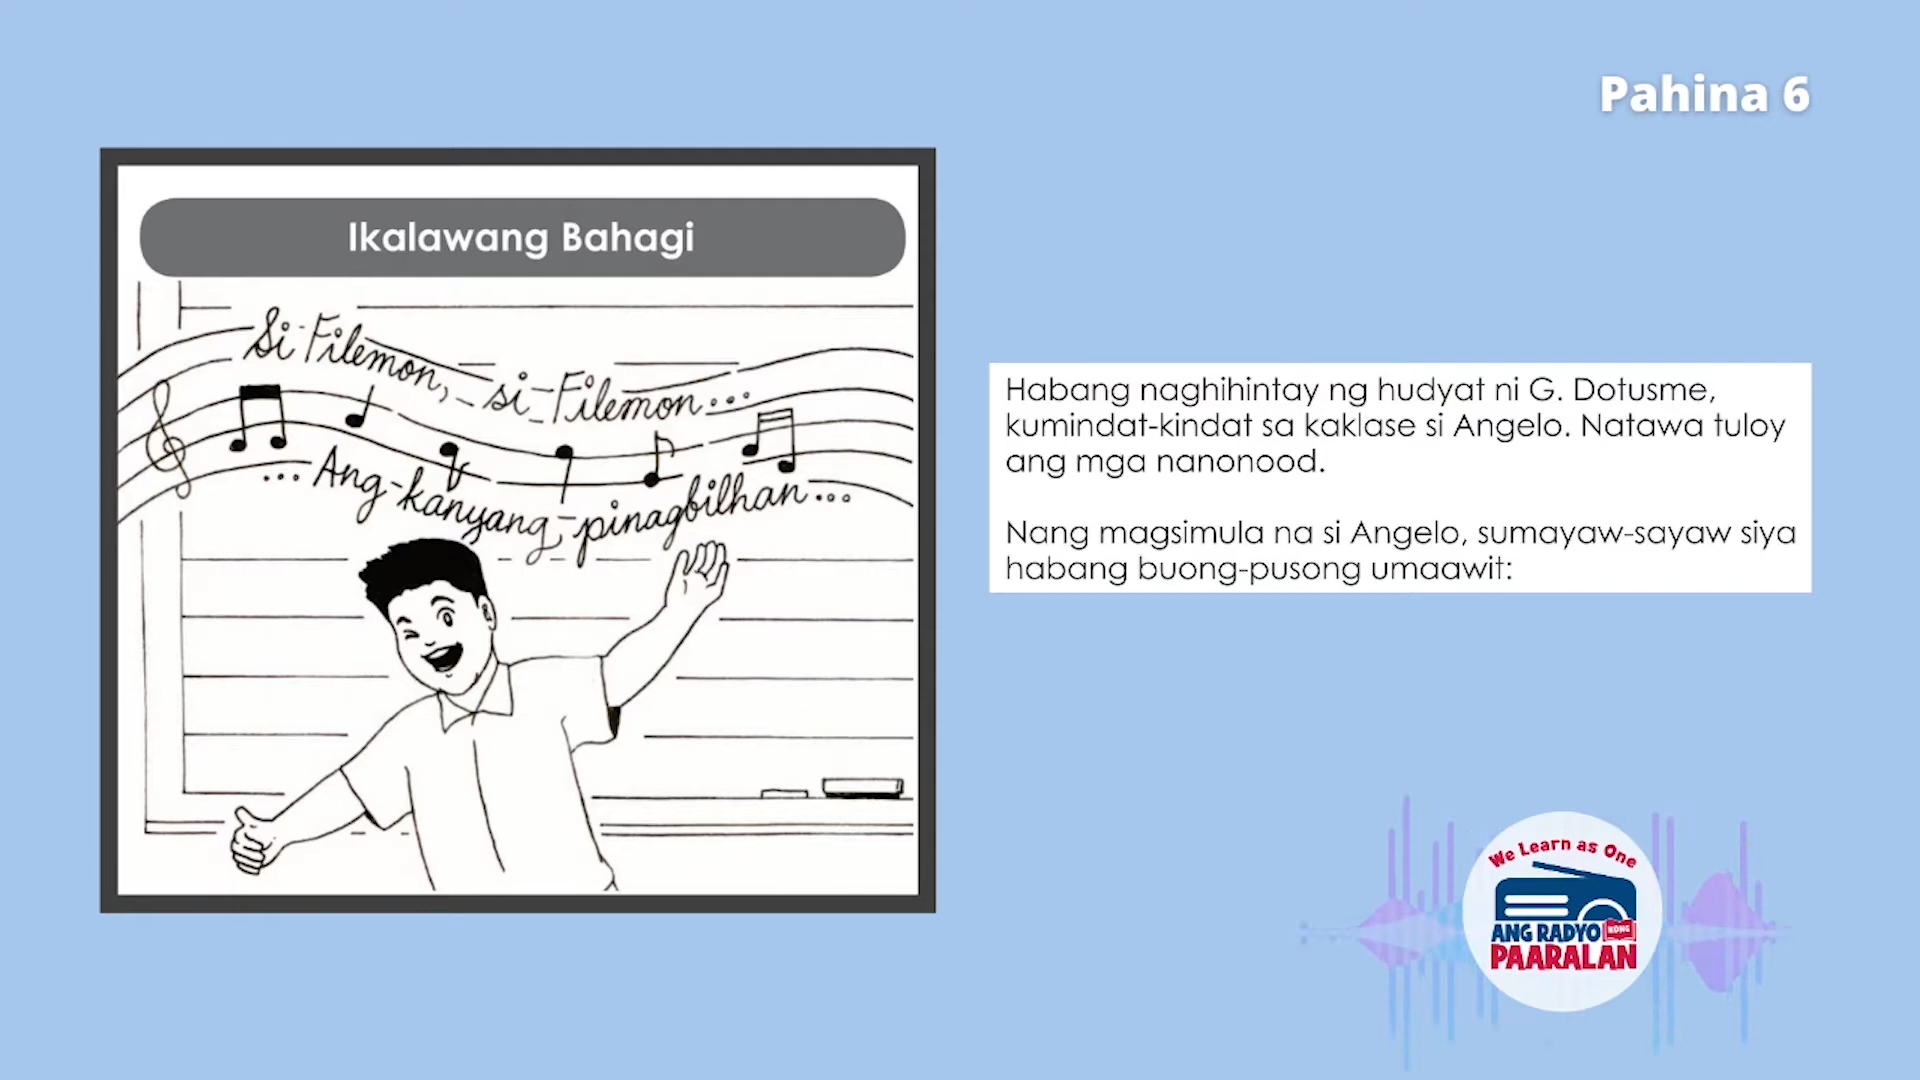 Pahina 6
Ikalawang Bahagi
Si Filemon, si Filemon...
...Ang kanyang pinagbilhan...
Habang naghihintay ng hudyat ni G. Dotusme,
kumindat-kindat sa kaklase si Angelo. Natawa tuloy
ang mga nanonood.
Nang magsimula na si Angelo, sumayaw-sayaw siya
habang buong-pusong umaawit:
We Learn as One
ANG RADYO KONG
PAARALAN